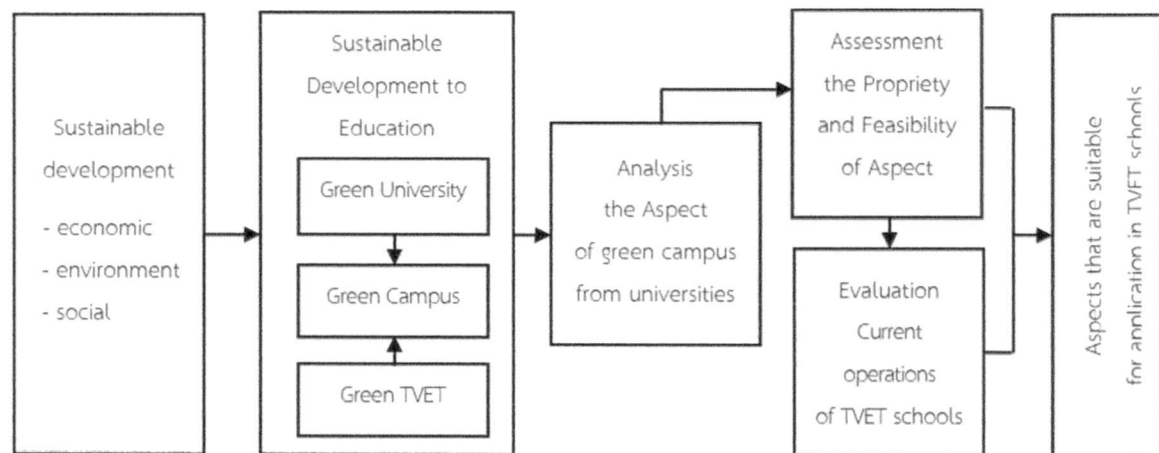 Sustainable
development
- economic
- environment
- social
Sustainable
Development to
Education
Green University
Green Campus
Green TVET
Analysis
the Aspect
of green campus
from universities
Assessment
the Propriety
and Feasibility
of Aspect
Evaluation
Current
operations
of TVET schools
Aspects that are suitable
for application in TVET schools